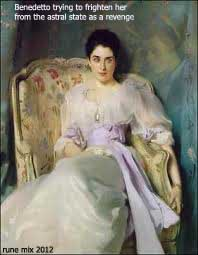 Benedetto trying to frighten her
from the astral state as a revenge
rune mix 2012